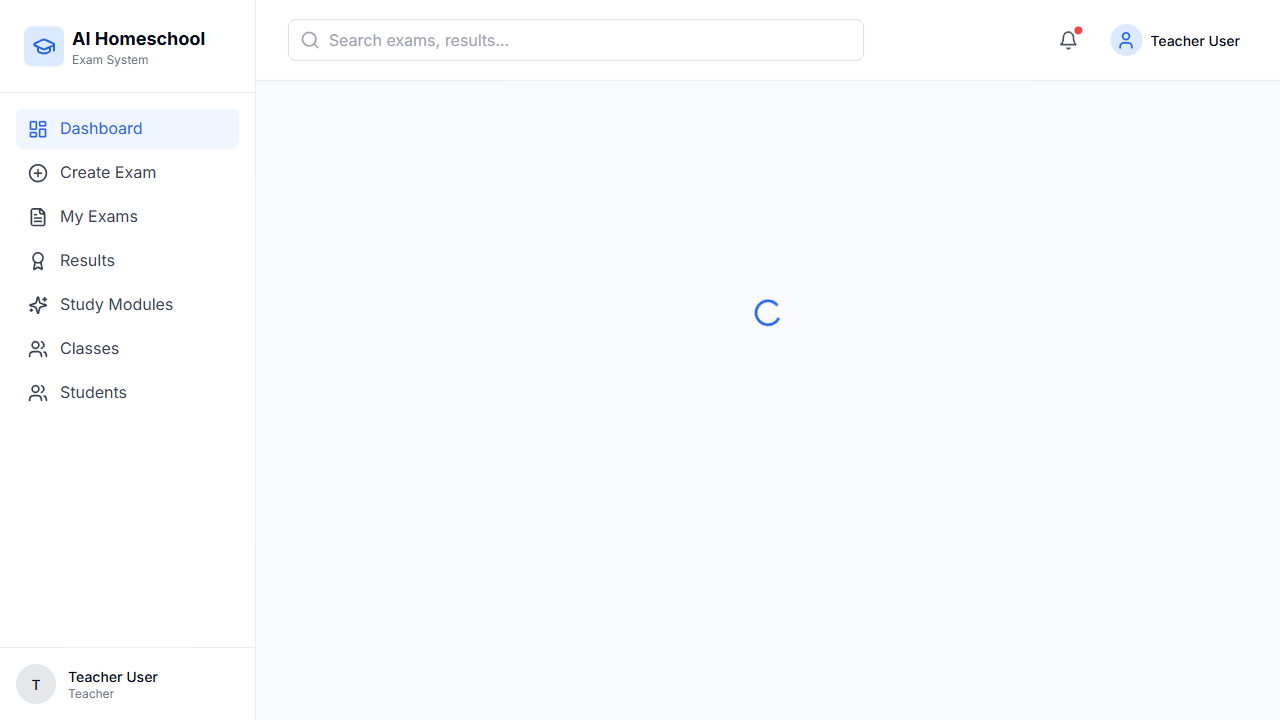 AI Homeschool
Exam System
Search exams, results...
Teacher User
Dashboard
Create Exam
My Exams
Results
Study Modules
Classes
Students
T
Teacher User
Teacher